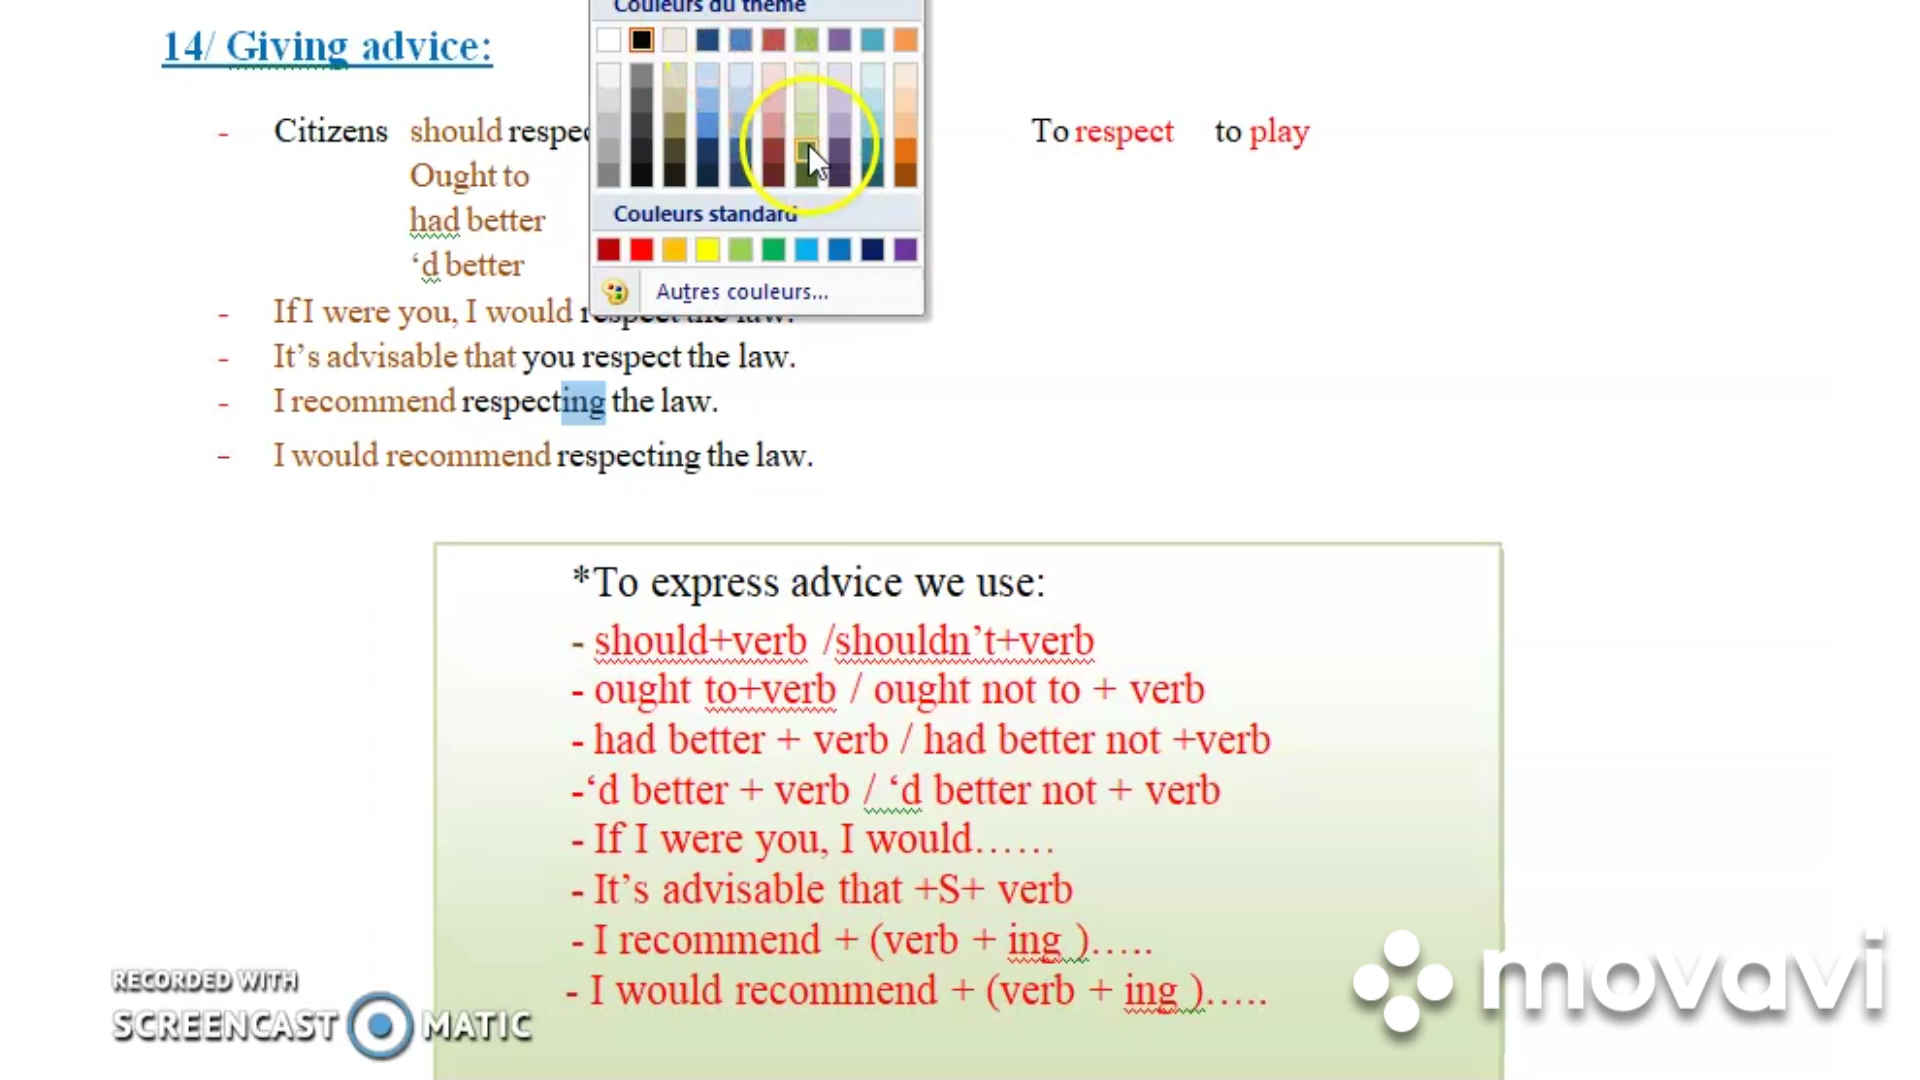 Couleurs du thème
14/ Giving advice:
- Citizens should respec To respect to play
Ought to
had better
‘d better
Couleurs standard
Autres couleurs...
- If I were you, I would respect the law.
- It’s advisable that you respect the law.
- I recommend respecting the law.
- I would recommend respecting the law.
*To express advice we use:
- should+verb /shouldn’t+verb
- ought to+verb / ought not to + verb
- had better + verb / had better not +verb
-‘d better + verb / ‘d better not + verb
- If I were you, I would……
- It’s advisable that +S+ verb
- I recommend + (verb + ing )…..
- I would recommend + (verb + ing )…..
RECORDED WITH
SCREENCAST MATIC
movavi